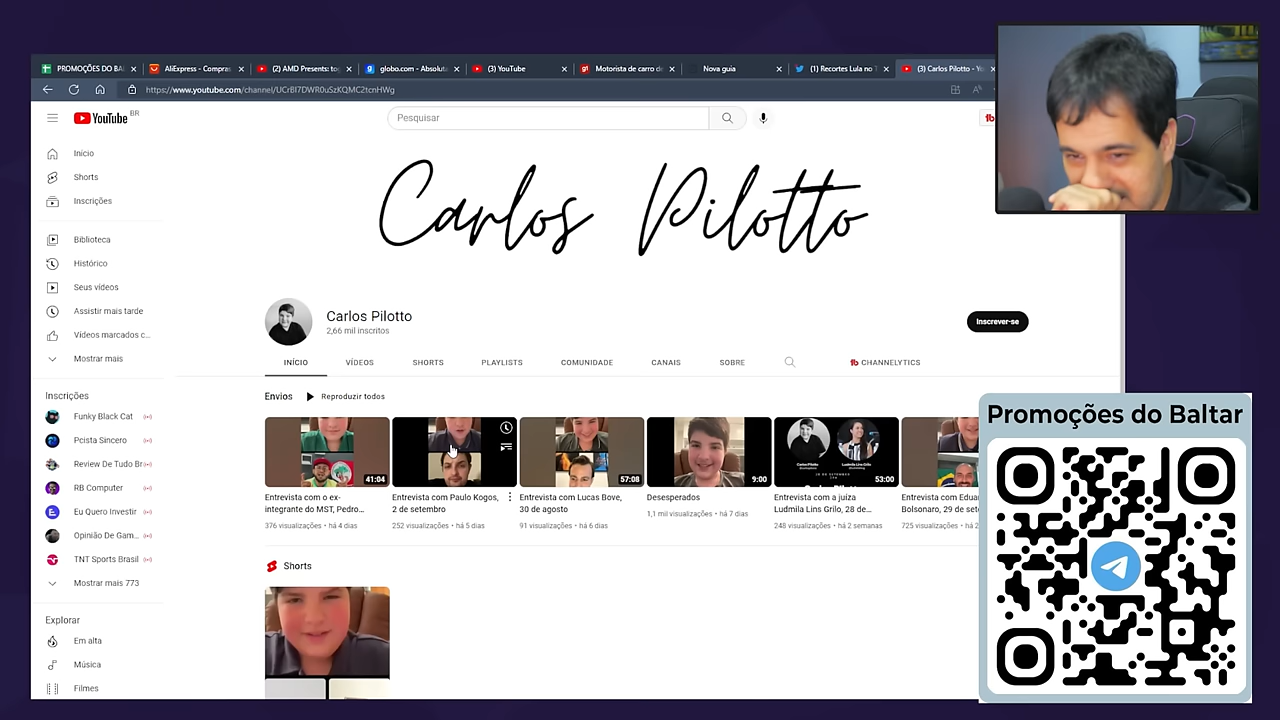 PROMOÇÕES DO BA
AliExpress - Compras
(2) AMD Presents: to
globo.com - Absolut
(3) YouTube
Motorista de carro d
Nova guia
(1) Recortes Lula no T
(3) Carlos Pilotto - Yo
https://www.youtube.com/channel/UCrBI7DWR0uSzKQMC2tcnHWg
YouTube BR
Pesquisar
Início
Shorts
Inscrições
Biblioteca
Histórico
Seus vídeos
Assistir mais tarde
Vídeos marcados c...
Mostrar mais
Inscrições
Funky Black Cat
Pcista Sincero
Review De Tudo Br
RB Computer
Eu Quero Investir
Opinião De Gam...
TNT Sports Brasil
Mostrar mais 773
Explorar
Em alta
Música
Filmes
Carlos Pilotto
Carlos Pilotto
2,66 mil inscritos
Inscrever-se
INÍCIO
VÍDEOS
SHORTS
PLAYLISTS
COMUNIDADE
CANAIS
SOBRE
CHANNELYTICS
Envios
Reproduzir todos
41:04
57:08
9:00
53:00
Entrevista com o ex-
integrante do MST, Pedro...
376 visualizações • há 4 dias
Entrevista com Paulo Kogos,
2 de setembro
252 visualizações • há 5 dias
Entrevista com Lucas Bove,
30 de agosto
91 visualizações • há 6 dias
Desesperados
1,1 mil visualizações • há 7 dias
Entrevista com a juíza
Ludmila Lins Grilo, 28 de...
248 visualizações • há 2 semanas
Entrevista com Eduar
Bolsonaro, 29 de set
725 visualizações • há 2
Shorts
Promoções do Baltar